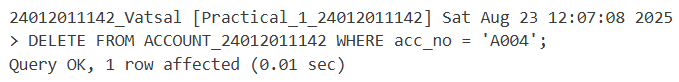 24012011142_Vatsal [Practical_1_24012011142] Sat Aug 23 12:07:08 2025
> DELETE FROM ACCOUNT_24012011142 WHERE acc_no = 'A004';
Query OK, 1 row affected (0.01 sec)